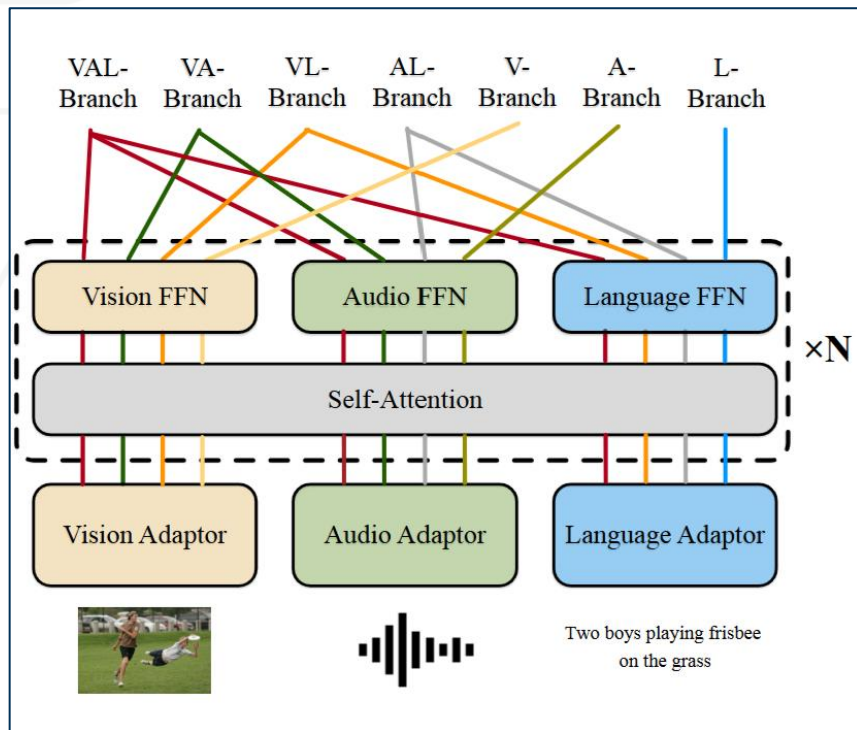 VAL-
Branch
VA-
Branch
VL-
Branch
AL-
Branch
V-
Branch
A-
Branch
L-
Branch
Vision FFN
Audio FFN
Language FFN
×N
Self-Attention
Vision Adaptor
Audio Adaptor
Language Adaptor
Two boys playing frisbee
on the grass